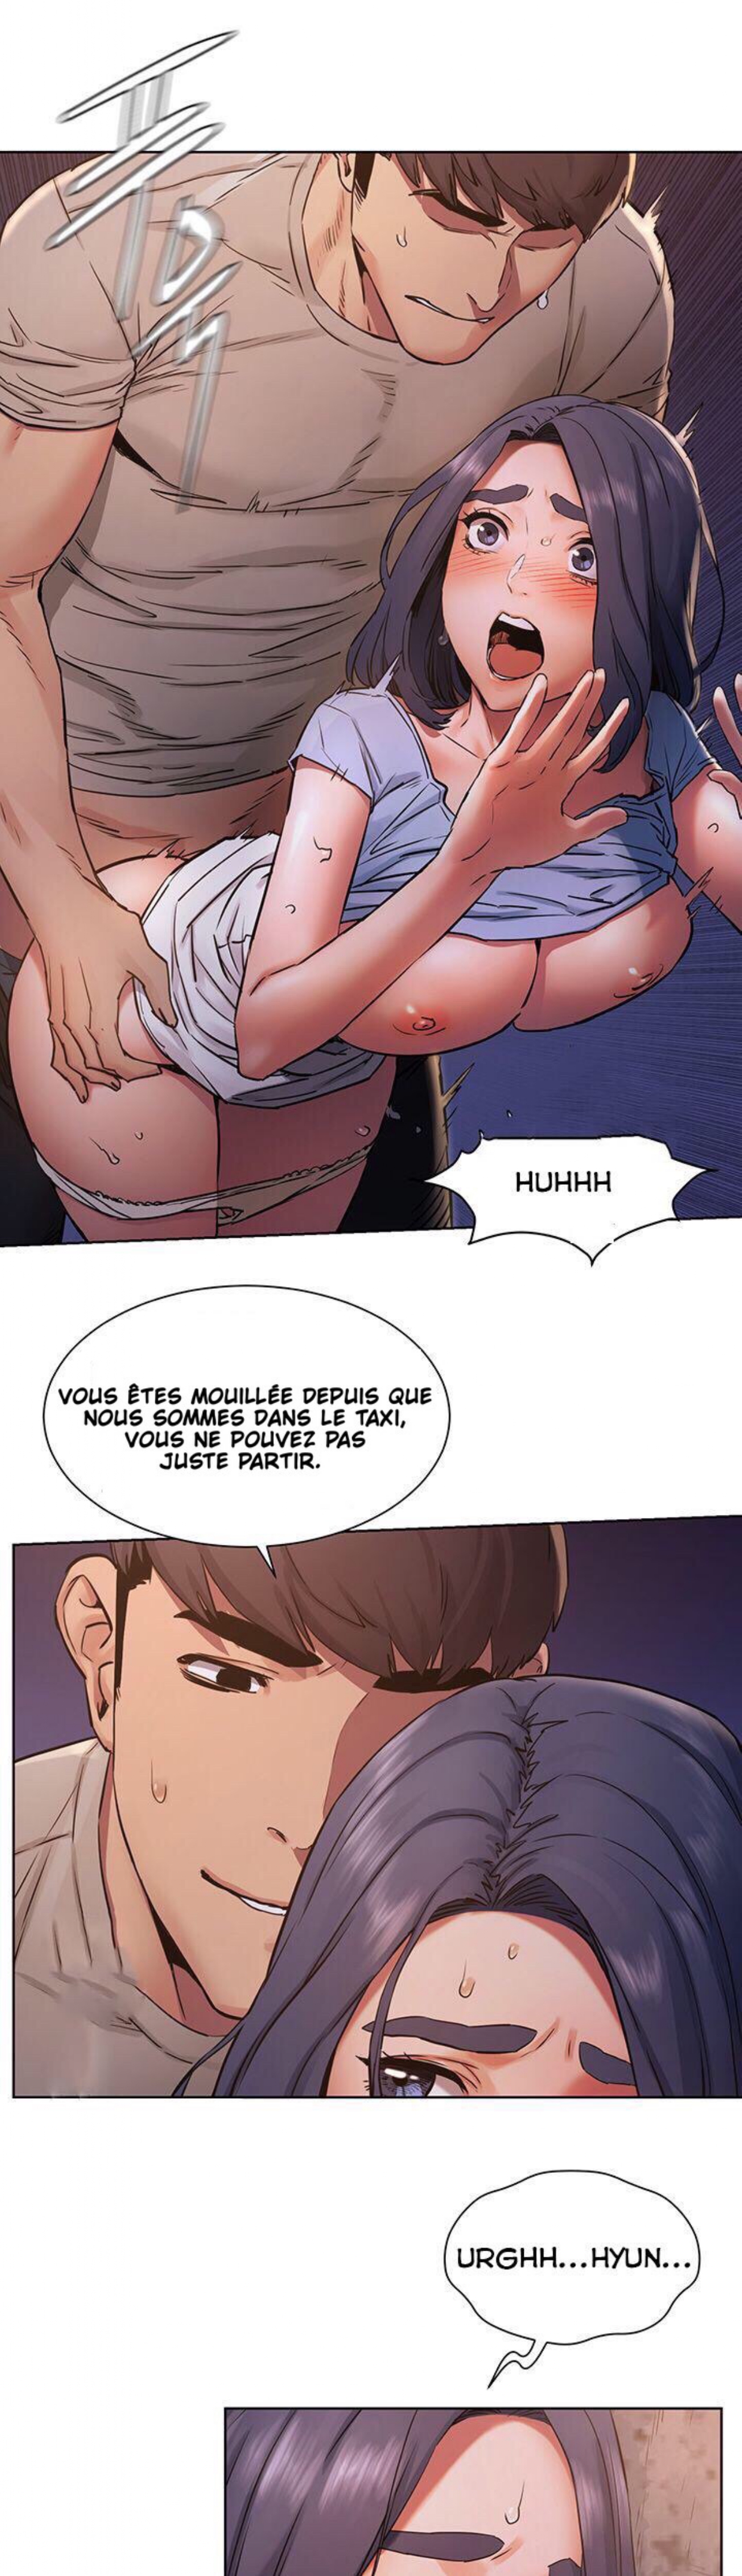 HUHHH
VOUS ÊTES MOUILLÉE DEPUIS QUE
NOUS SOMMES DANS LE TAXI,
VOUS NE POUVEZ PAS
JUSTE PARTIR.
URGHH...HYUN...